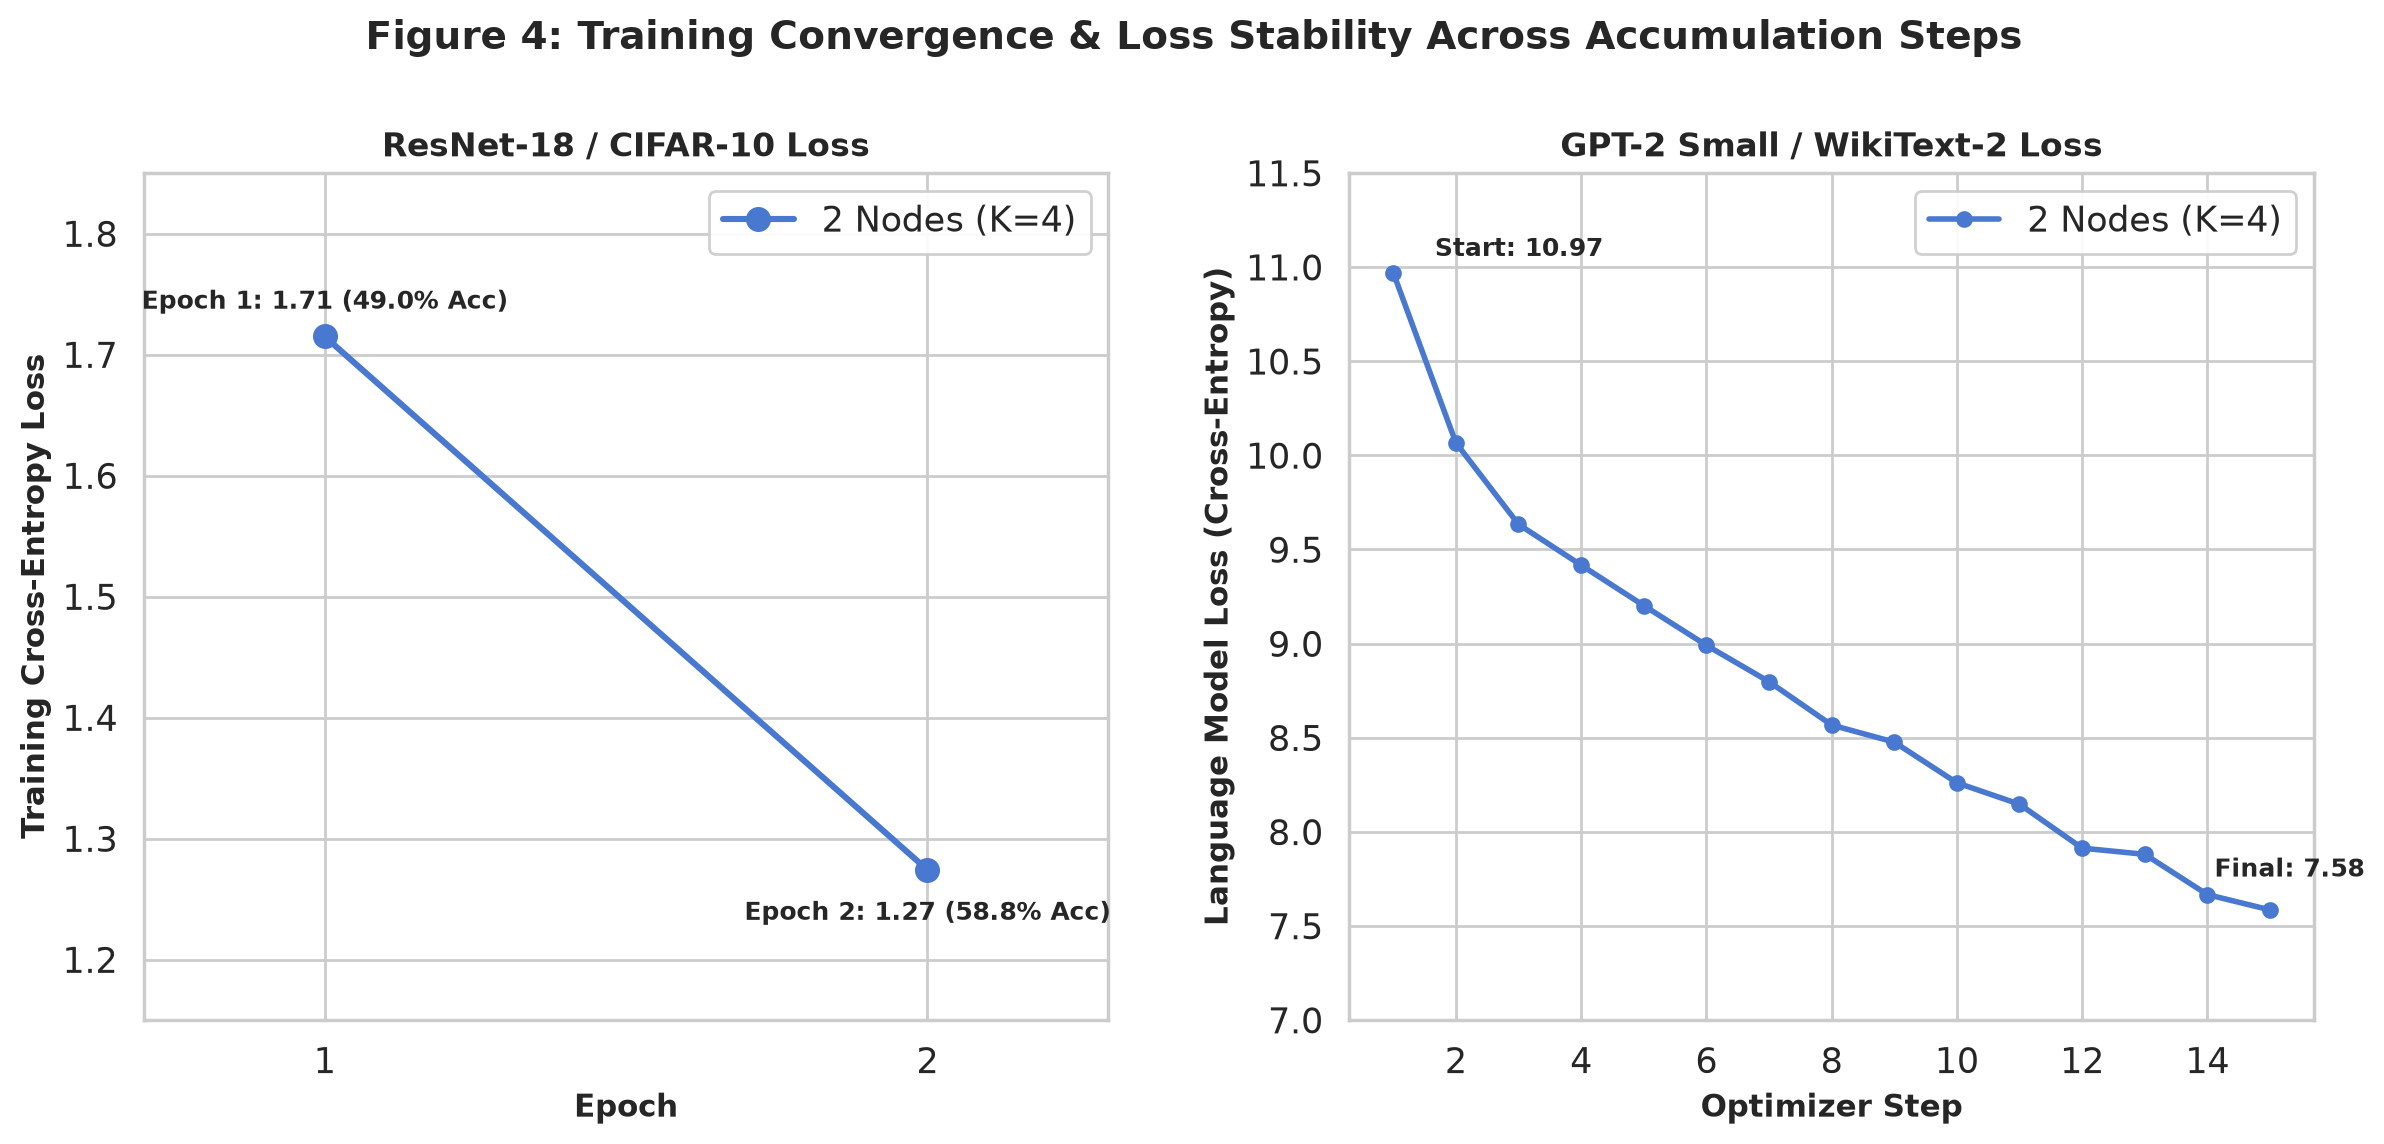 Figure 4: Training Convergence & Loss Stability Across Accumulation Steps
ResNet-18 / CIFAR-10 Loss
Training Cross-Entropy Loss
1.8
1.7
1.6
1.5
1.4
1.3
1.2
2 Nodes (K=4)
Epoch 1: 1.71 (49.0% Acc)
Epoch 2: 1.27 (58.8% Acc)
1
2
Epoch
GPT-2 Small / WikiText-2 Loss
Language Model Loss (Cross-Entropy)
11.5
11.0
10.5
10.0
9.5
9.0
8.5
8.0
7.5
7.0
2 Nodes (K=4)
Start: 10.97
Final: 7.58
2
4
6
8
10
12
14
Optimizer Step